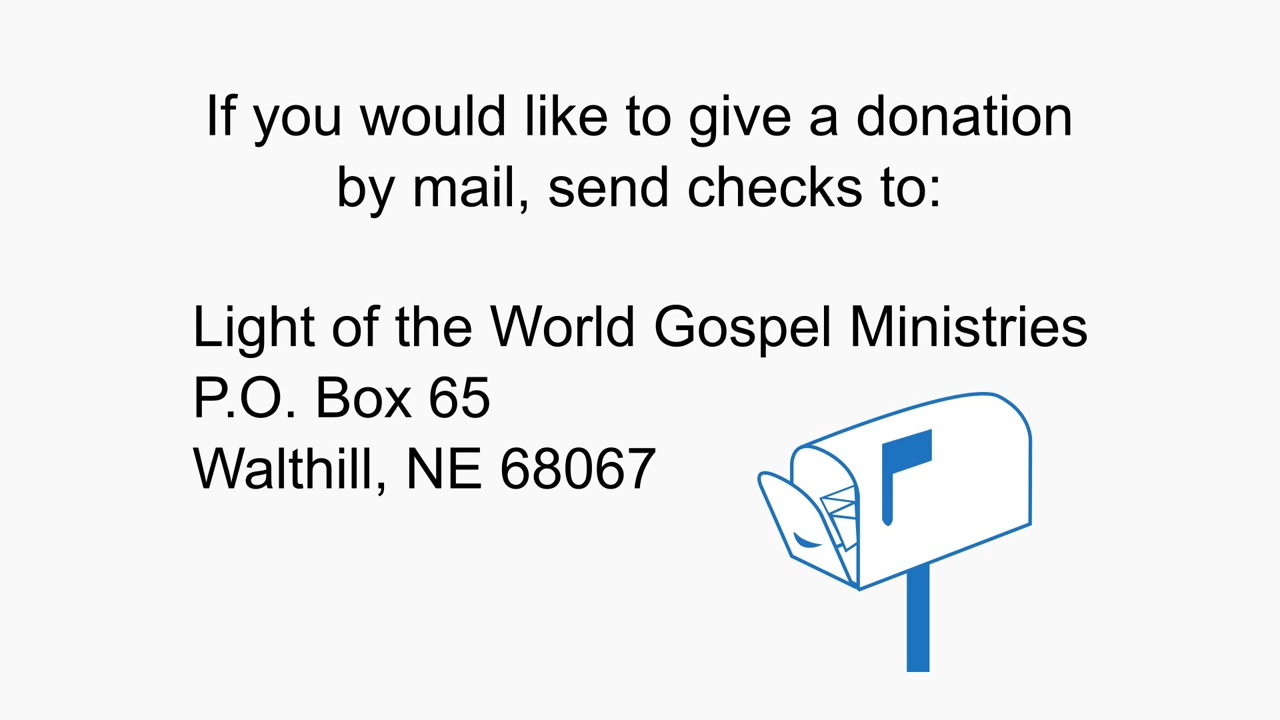 If you would like to give a donation
by mail, send checks to:
Light of the World Gospel Ministries
P.O. Box 65
Walthill, NE 68067